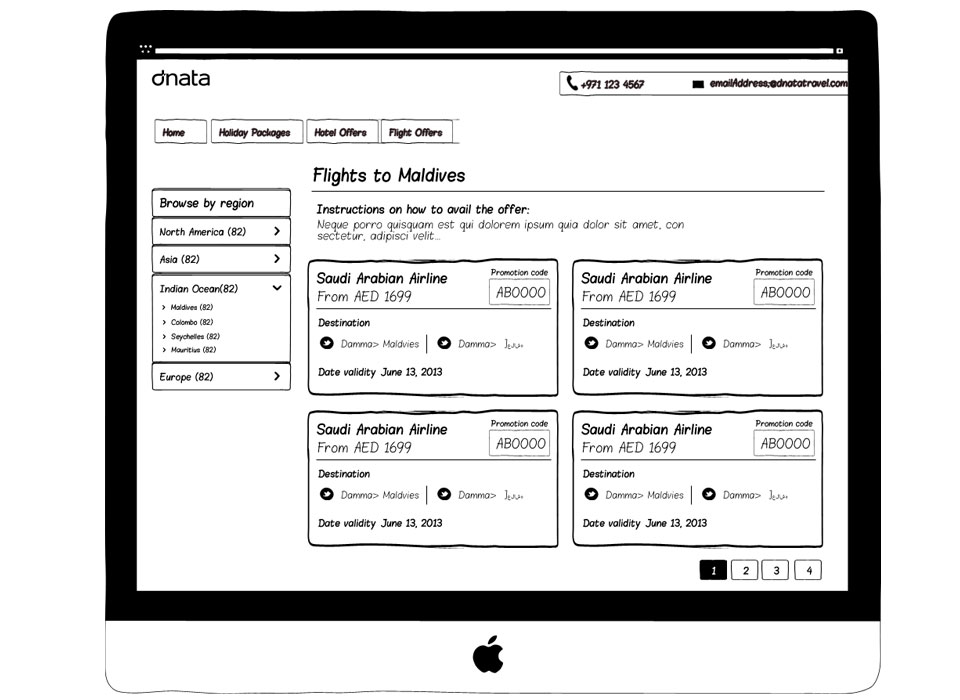 dnata
+971 123 4567
emailAddress@dnatatravel.com
Home Holiday Packages Hotel Offers Flight Offers
Flights to Maldives
Browse by region
North America (82)
Asia (82)
Indian Ocean(82)
Maldives (82)
Colombo (82)
Seychelles (82)
Mauritius (82)
Europe (82)
Instructions on how to avail the offer:
Neque porro quisquam est qui dolorem ipsum quia dolor sit amet, con
sectetur, adipisci velit...
Saudi Arabian Airline
From AED 1699
Promotion code
AB0000
Destination
Damma> Maldvies
Damma>
Date validity June 13, 2013
Saudi Arabian Airline
From AED 1699
Promotion code
AB0000
Destination
Damma> Maldvies
Damma>
Date validity June 13, 2013
Saudi Arabian Airline
From AED 1699
Promotion code
AB0000
Destination
Damma> Maldvies
Damma>
Date validity June 13, 2013
Saudi Arabian Airline
From AED 1699
Promotion code
AB0000
Destination
Damma> Maldvies
Damma>
Date validity June 13, 2013
1 2 3 4